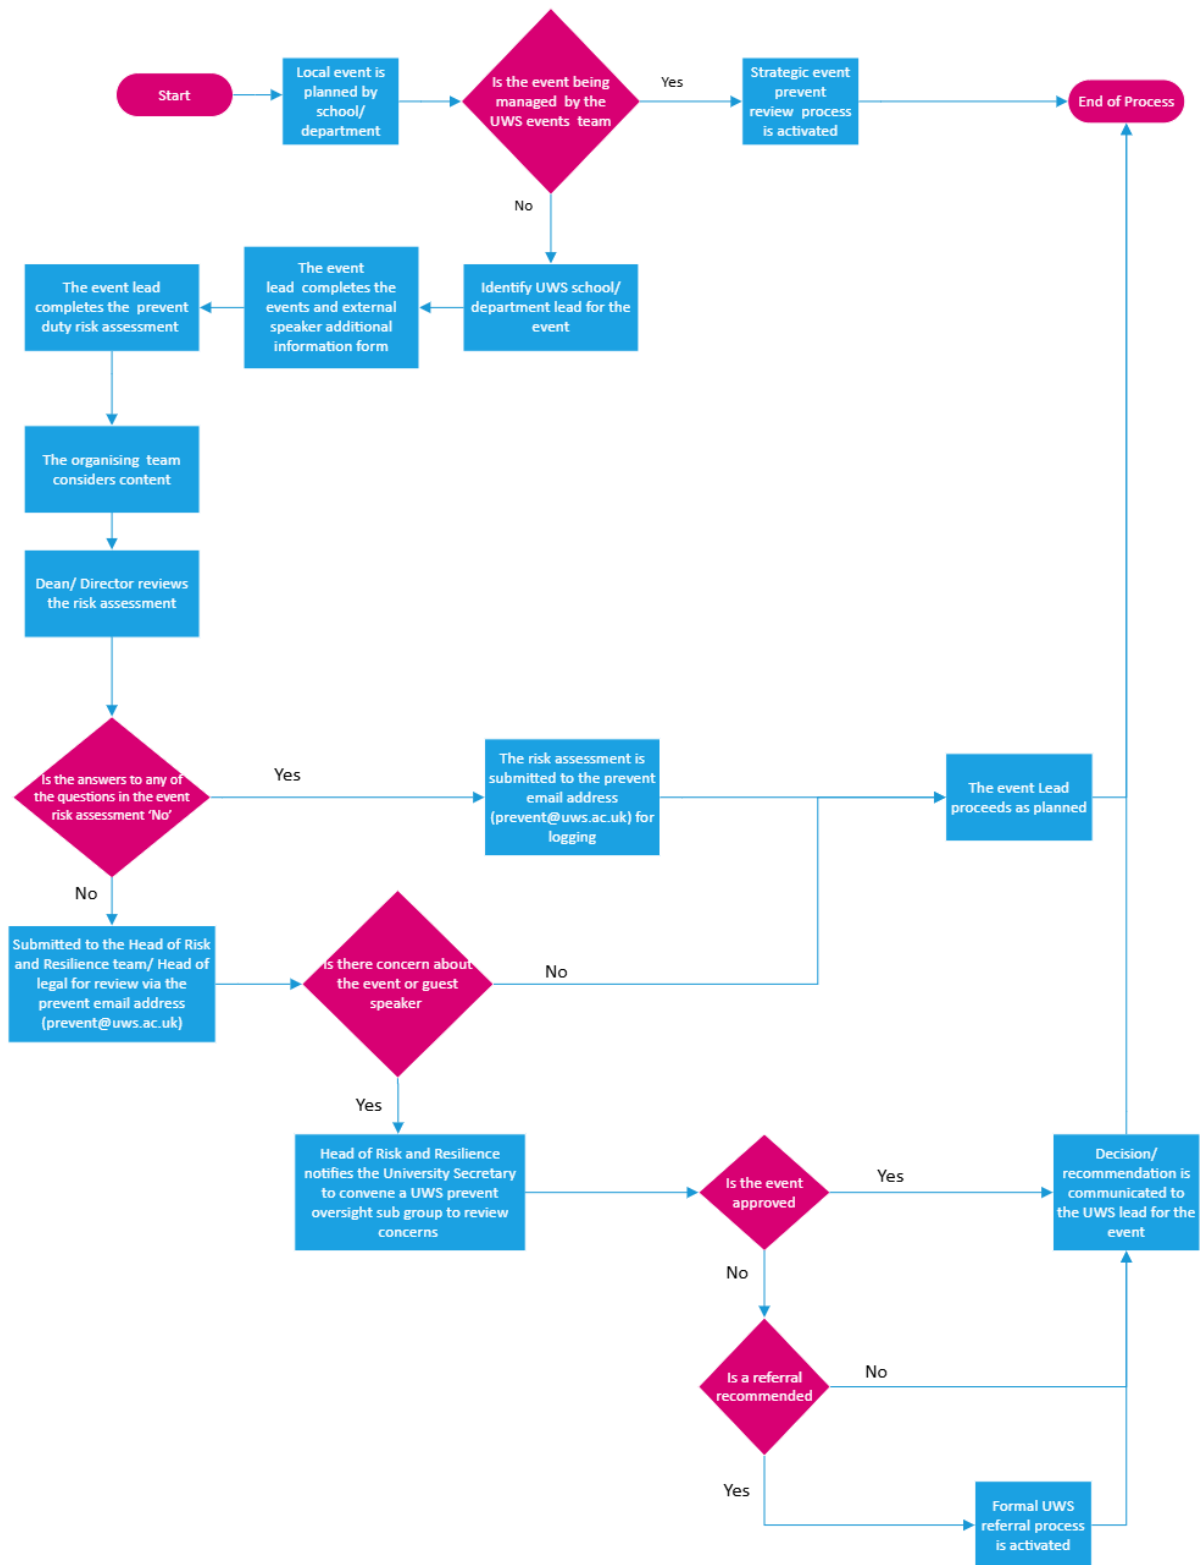 Start
Local event is
planned by
school/
department
Is the event being
managed by the
UWS events team
Yes
Strategic event
prevent
review process
is activated
End of Process
No
The event lead
completes the prevent
duty risk assessment
The event
lead completes the
events and external
speaker additional
information form
Identify UWS school/
department lead for the
event
The organising team
considers content
Dean/ Director reviews
the risk assessment
Is the answers to any of
the questions in the event
risk assessment ‘No’
Yes
The risk assessment is
submitted to the prevent
email address
(prevent@uws.ac.uk) for
logging
The event Lead
proceeds as planned
No
Submitted to the Head of Risk
and Resilience team/ Head of
legal for review via the
prevent email address
(prevent@uws.ac.uk)
Is there concern about
the event or guest
speaker
No
Yes
Head of Risk and Resilience
notifies the University Secretary
to convene a UWS prevent
oversight sub group to review
concerns
Is the event
approved
Yes
Decision/
recommendation is
communicated to
the UWS lead for the
event
No
Is a referral
recommended
No
Yes
Formal UWS
referral process
is activated